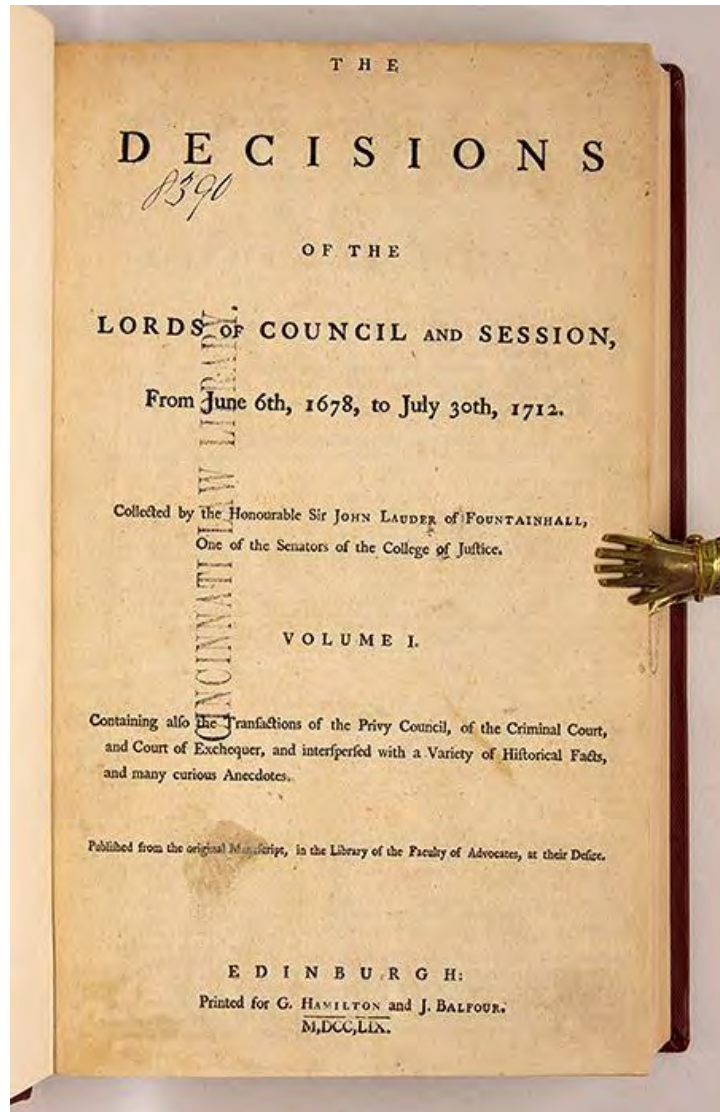 THE
DECISIONS
8390
OF THE
LORDS OF COUNCIL AND SESSION,
From June 6th, 1678, to July 30th, 1712.
Collected by the Honourable Sir JOHN LAUDER of FOUNTAINHALL,
One of the Senators of the College of Juſtice.
VOLUME I.
Containing alſo the Tranſactions of the Privy Council, of the Criminal Court,
and Court of Exchequer, and interſperſed with a Variety of Hiſtorical Facts,
and many curious Anecdotes.
Publiſhed from the original Manuſcript, in the Library of the Faculty of Advocates, at their Deſire.
EDINBURGH:
Printed for G. HAMILTON and J. BALFOUR.
M,DCC,LIX.
CINCINNATI LAW LIBRARY.